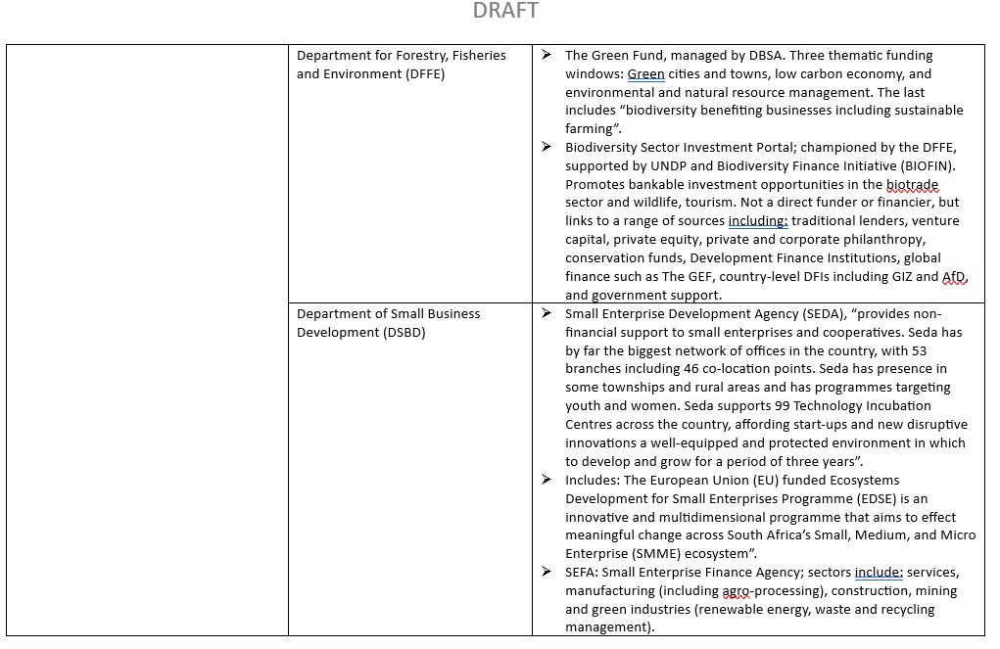 DRAFT
Department for Forestry, Fisheries
and Environment (DFFE)
➢ The Green Fund, managed by DBSA. Three thematic funding
windows: Green cities and towns, low carbon economy, and
environmental and natural resource management. The last
includes “biodiversity benefiting businesses including sustainable
farming”.
➢ Biodiversity Sector Investment Portal; championed by the DFFE,
supported by UNDP and Biodiversity Finance Initiative (BIOFIN).
Promotes bankable investment opportunities in the biotrade
sector and wildlife, tourism. Not a direct funder or financier, but
links to a range of sources including: traditional lenders, venture
capital, private equity, private and corporate philanthropy,
conservation funds, Development Finance Institutions, global
finance such as The GEF, country-level DFIs including GIZ and AfD,
and government support.
Department of Small Business
Development (DSBD)
➢ Small Enterprise Development Agency (SEDA), “provides non-
financial support to small enterprises and cooperatives. Seda has
by far the biggest network of offices in the country, with 53
branches including 46 co-location points. Seda has presence in
some townships and rural areas and has programmes targeting
youth and women. Seda supports 99 Technology Incubation
Centres across the country, affording start-ups and new disruptive
innovations a well-equipped and protected environment in which
to develop and grow for a period of three years”.
➢ Includes: The European Union (EU) funded Ecosystems
Development for Small Enterprises Programme (EDSE) is an
innovative and multidimensional programme that aims to effect
meaningful change across South Africa’s Small, Medium, and Micro
Enterprise (SMME) ecosystem”.
➢ SEFA: Small Enterprise Finance Agency; sectors include: services,
manufacturing (including agro-processing), construction, mining
and green industries (renewable energy, waste and recycling
management).